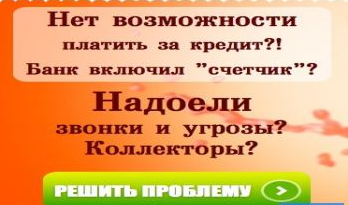 Нет возможности
платить за кредит?!
Банк включил ”счетчик”?
Надоели
звонки и угрозы?
Коллекторы?
РЕШИТЬ ПРОБЛЕМУ